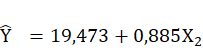 Ŷ = 19,473 + 0,885X₂